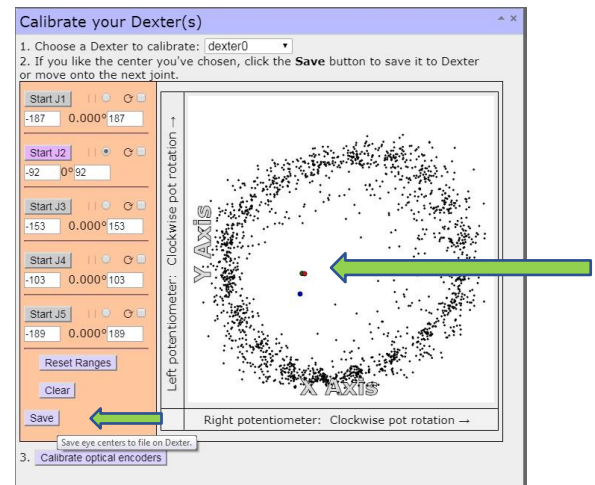 Calibrate your Dexter(s)
1. Choose a Dexter to calibrate: dexter0
2. If you like the center you've chosen, click the Save button to save it to Dexter
or move onto the next joint.
Start J1
-187 0.000° 187
Start J2
-92 0° 92
Start J3
-153 0.000° 153
Start J4
-103 0.000° 103
Start J5
-189 0.000° 189
Reset Ranges
Clear
Save
Save eye centers to file on Dexter.
Left potentiometer: Clockwise pot rotation →
Y Axis
X Axis
Right potentiometer: Clockwise pot rotation →
3. Calibrate optical encoders